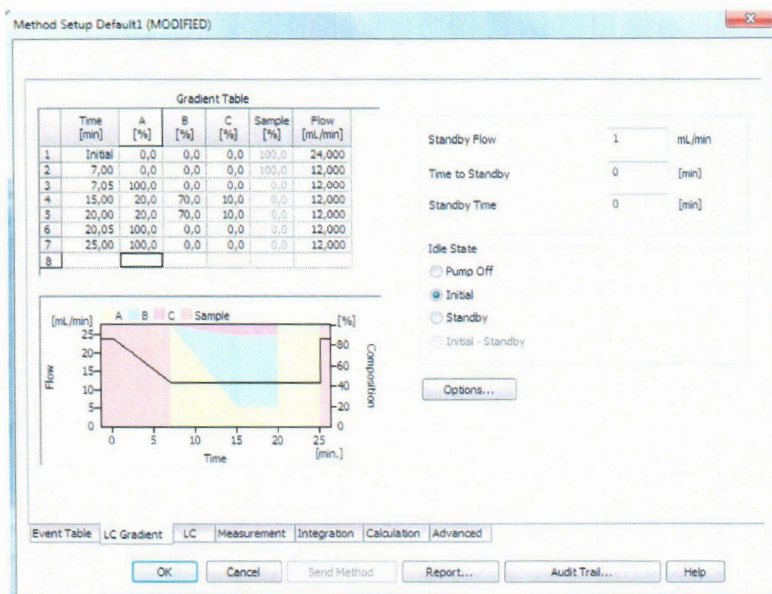 Method Setup Default1 (MODIFIED)
Gradient Table
Time [min] A [%] B [%] C [%] Sample [%] Flow [mL/min]
1 Initial 0,0 0,0 0,0 100,0 24,000
2 7,00 0,0 0,0 0,0 100,0 12,000
3 7,05 100,0 0,0 0,0 0,0 12,000
4 15,00 20,0 70,0 10,0 0,0 12,000
5 20,00 20,0 70,0 10,0 0,0 12,000
6 20,05 100,0 0,0 0,0 0,0 12,000
7 25,00 100,0 0,0 0,0 0,0 12,000
8
Standby Flow 1 mL/min
Time to Standby 0 [min]
Standby Time 0 [min]
Idle State
Pump Off
Initial
Standby
Initial - Standby
Options...
[mL/min] A B C Sample [%]
25
20
15
10
5
0
Flow
80
60
40
20
0
Composition
0 5 10 15 20 25
Time [min.]
Event Table LC Gradient LC Measurement Integration Calculation Advanced
OK Cancel Send Method Report... Audit Trail... Help